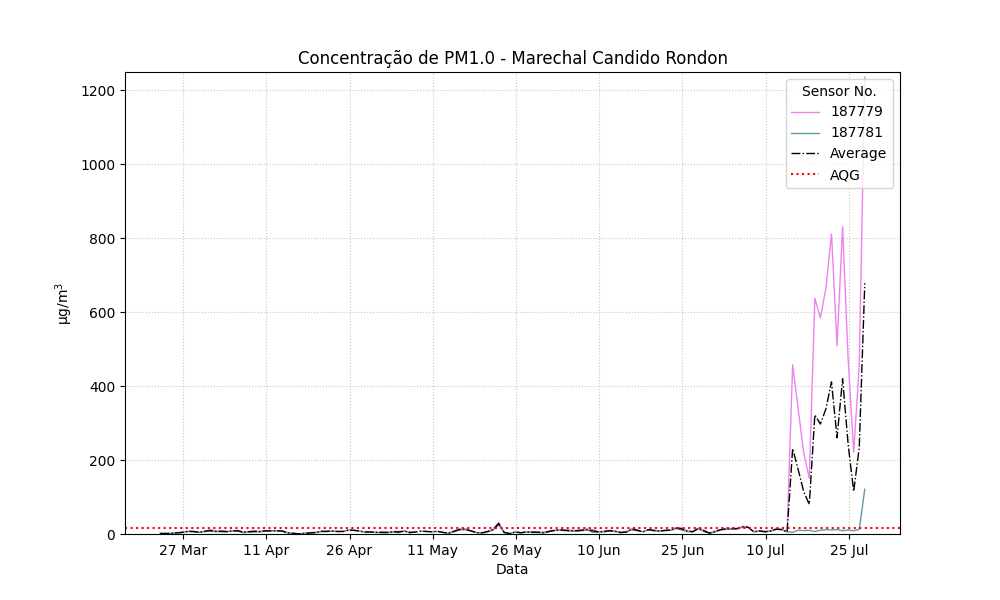 Concentração de PM1.0 - Marechal Candido Rondon
Sensor No.
187779
187781
Average
AQG
1200
1000
800
600
400
200
0
µg/m³
27 Mar
11 Apr
26 Apr
11 May
26 May
10 Jun
25 Jun
10 Jul
25 Jul
Data